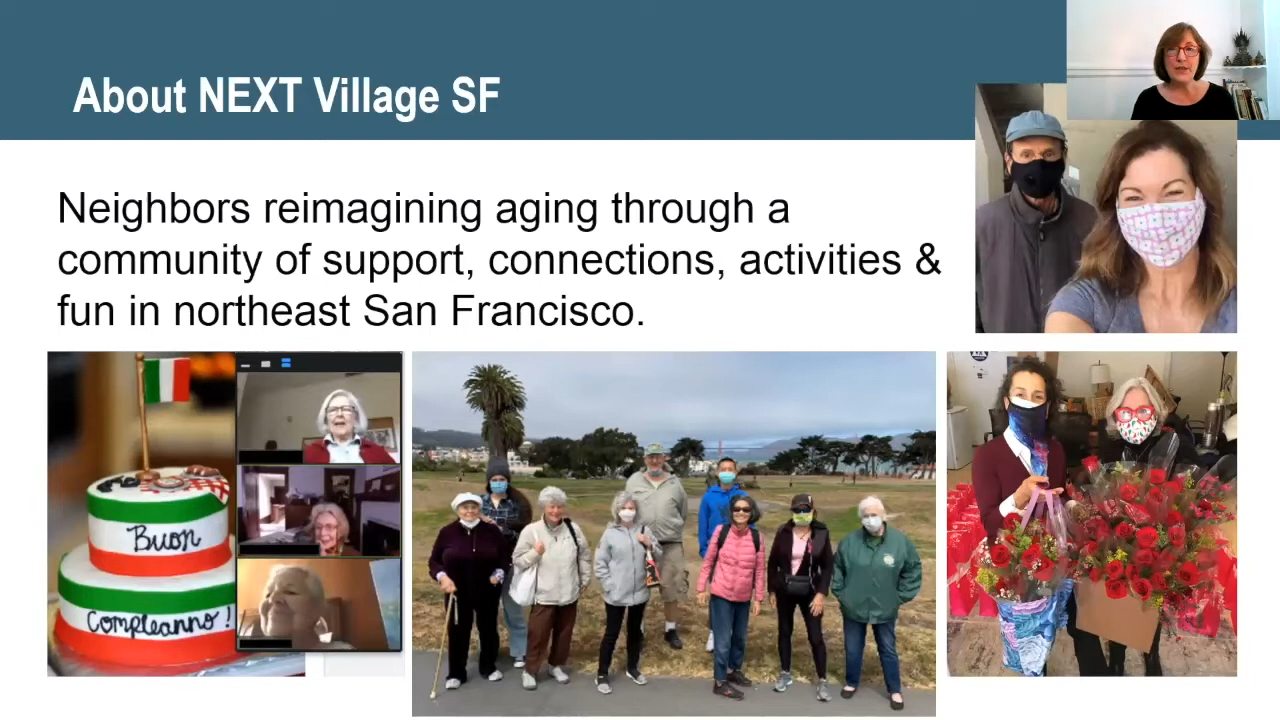 About NEXT Village SF
Neighbors reimagining aging through a
community of support, connections, activities &
fun in northeast San Francisco.
Buon
Compleanno!